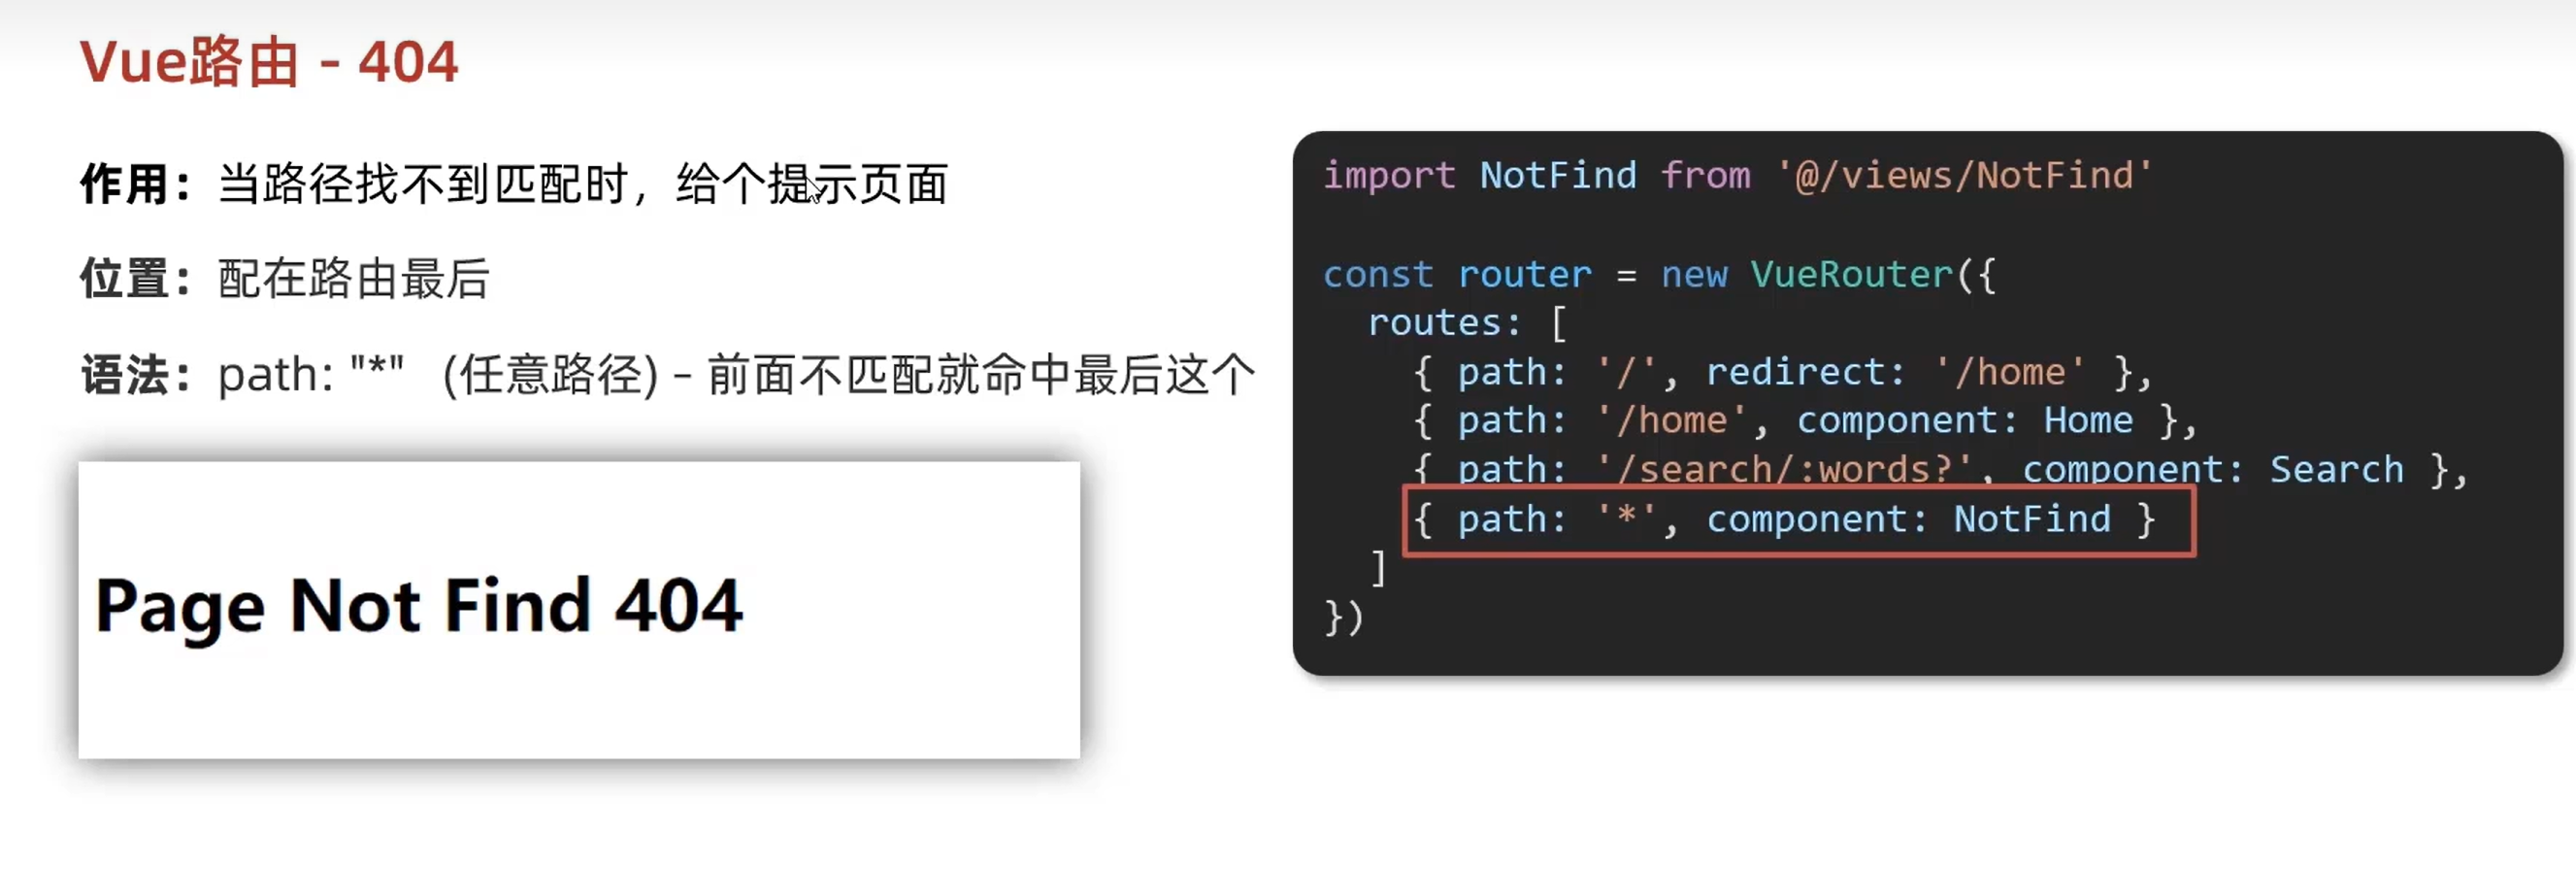 Vue路由 - 404
作用：当路径找不到匹配时，给个提示页面
位置：配在路由最后
语法：path: "*" (任意路径) – 前面不匹配就命中最后这个
Page Not Find 404
import NotFind from '@/views/NotFind'
const router = new VueRouter({
  routes: [
    { path: '/', redirect: '/home' },
    { path: '/home', component: Home },
    { path: '/search/:words?', component: Search },
    { path: '*', component: NotFind }
  ]
})